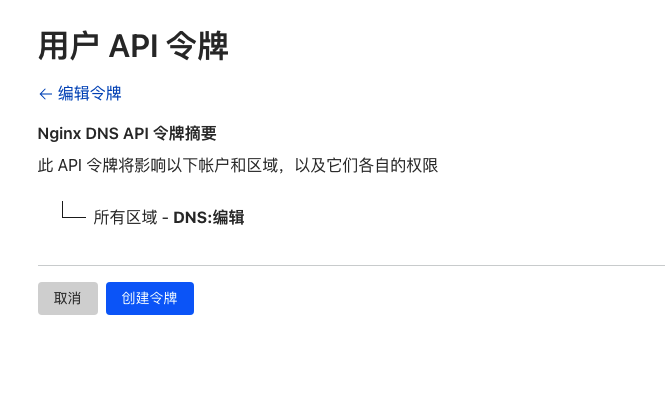 用户 API 令牌
← 编辑令牌
Nginx DNS API 令牌摘要
此 API 令牌将影响以下帐户和区域，以及它们各自的权限
所有区域 - DNS:编辑
取消
创建令牌